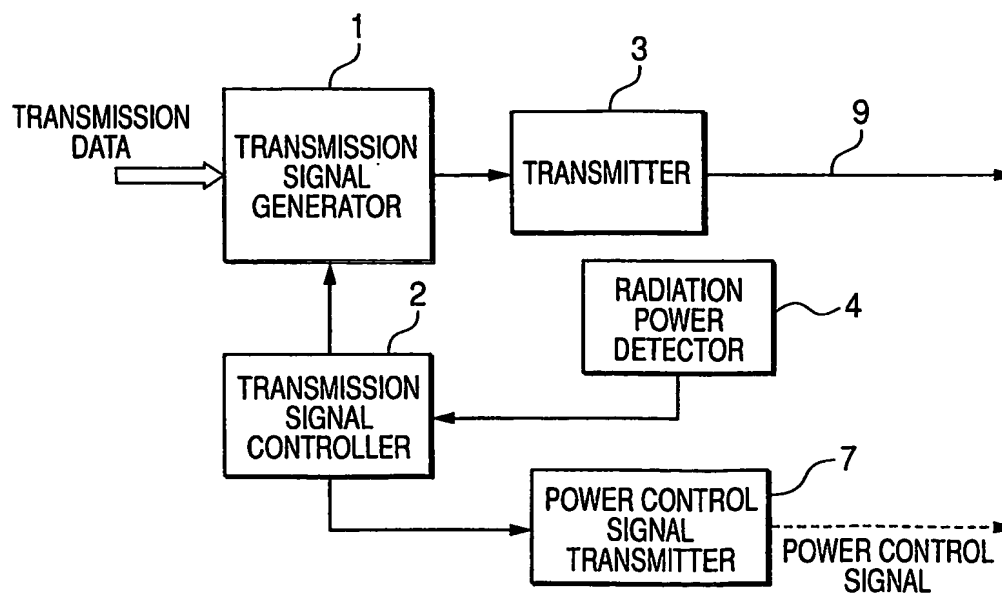 1
3
9
TRANSMISSION
DATA
TRANSMISSION
SIGNAL
GENERATOR
TRANSMITTER
2
4
RADIATION
POWER
DETECTOR
TRANSMISSION
SIGNAL
CONTROLLER
7
POWER CONTROL
SIGNAL
TRANSMITTER
POWER CONTROL
SIGNAL